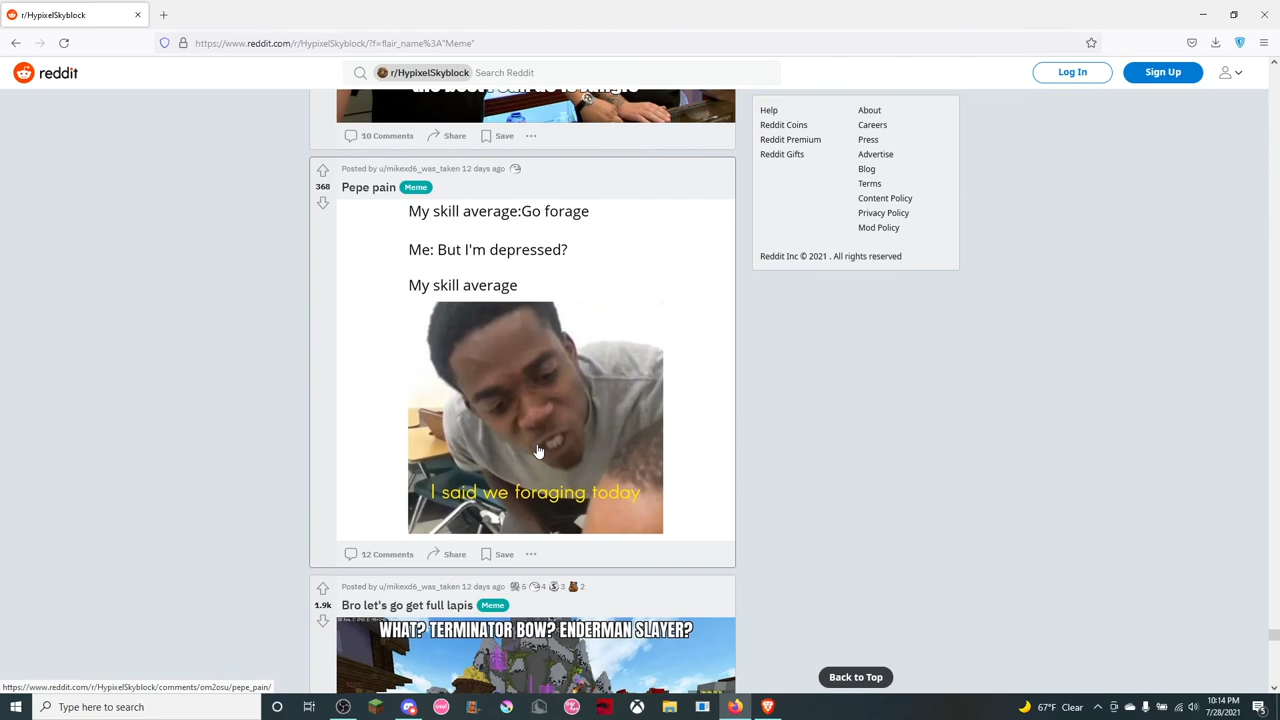 r/HypixelSkyblock
https://www.reddit.com/r/HypixelSkyblock/?f=flair_name%3A"Meme"
reddit
r/HypixelSkyblock
Search Reddit
Log In
Sign Up
10 Comments
Share
Save
Posted by u/mikexd6_was_taken 12 days ago
368
Pepe pain
Meme
My skill average:Go forage
Me: But I'm depressed?
My skill average
I said we foraging today
12 Comments
Share
Save
Posted by u/mikexd6_was_taken 12 days ago
5
4
3
2
1.9k
Bro let's go get full lapis
Meme
WHAT? TERMINATOR BOW? ENDERMAN SLAYER?
Help
About
Reddit Coins
Careers
Reddit Premium
Press
Reddit Gifts
Advertise
Blog
Terms
Content Policy
Privacy Policy
Mod Policy
Reddit Inc © 2021 . All rights reserved
Back to Top
https://www.reddit.com/r/HypixelSkyblock/comments/om2osu/pepe_pain/
Type here to search
67°F Clear
10:14 PM
7/28/2021